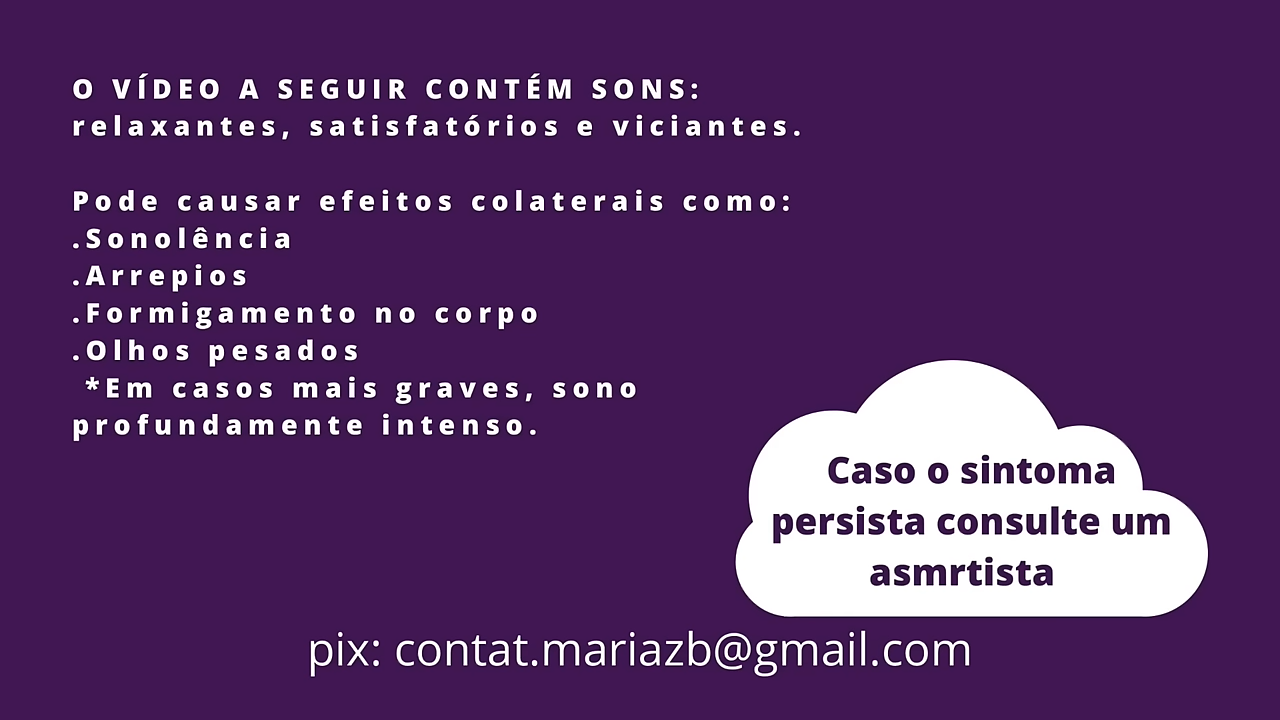 O VÍDEO A SEGUIR CONTÉM SONS:
relaxantes, satisfatórios e viciantes.
Pode causar efeitos colaterais como:
.Sonolência
.Arrepios
.Formigamento no corpo
.Olhos pesados
*Em casos mais graves, sono
profundamente intenso.
Caso o sintoma
persista consulte um
asmrtista
pix: contat.mariazb@gmail.com